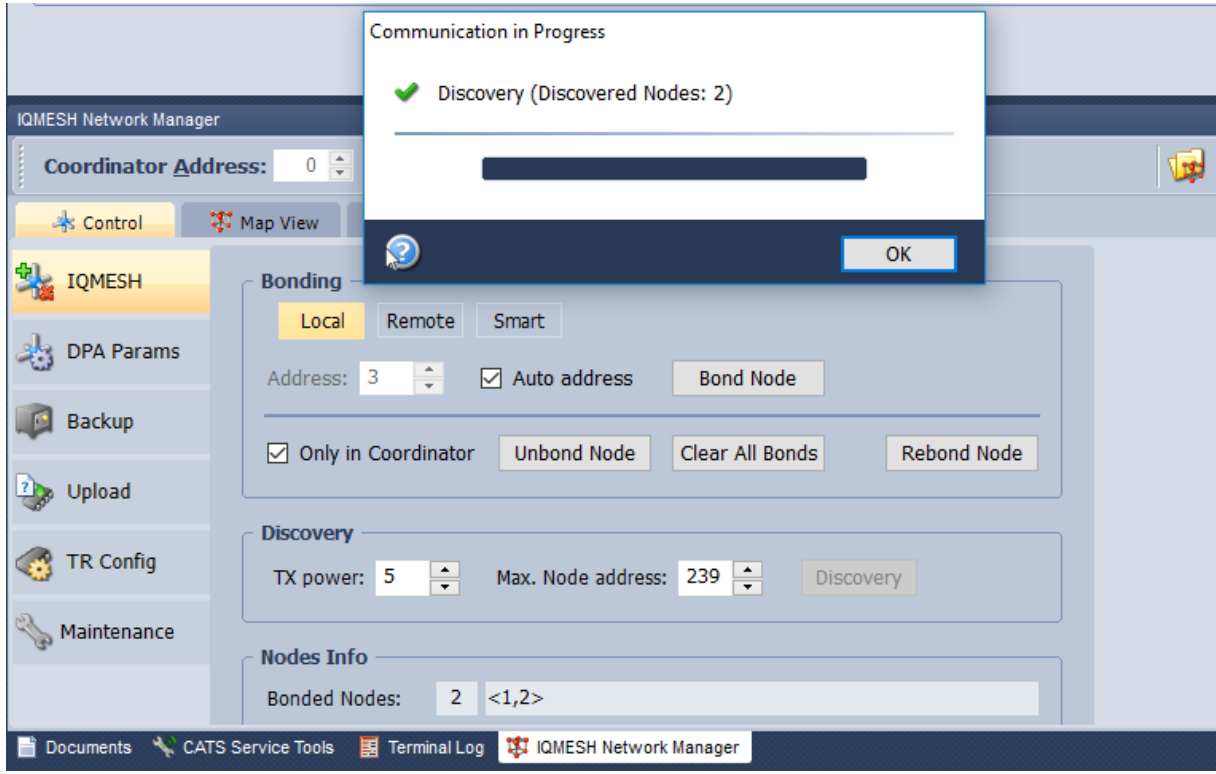 Communication in Progress
Discovery (Discovered Nodes: 2)
OK
IQMESH Network Manager
Coordinator Address: 0
Control Map View
IQMESH
DPA Params
Backup
Upload
TR Config
Maintenance
Bonding
Local Remote Smart
Address: 3 Auto address Bond Node
Only in Coordinator Unbond Node Clear All Bonds Rebond Node
Discovery
TX power: 5 Max. Node address: 239 Discovery
Nodes Info
Bonded Nodes: 2 <1,2>
Documents CATS Service Tools Terminal Log IQMESH Network Manager